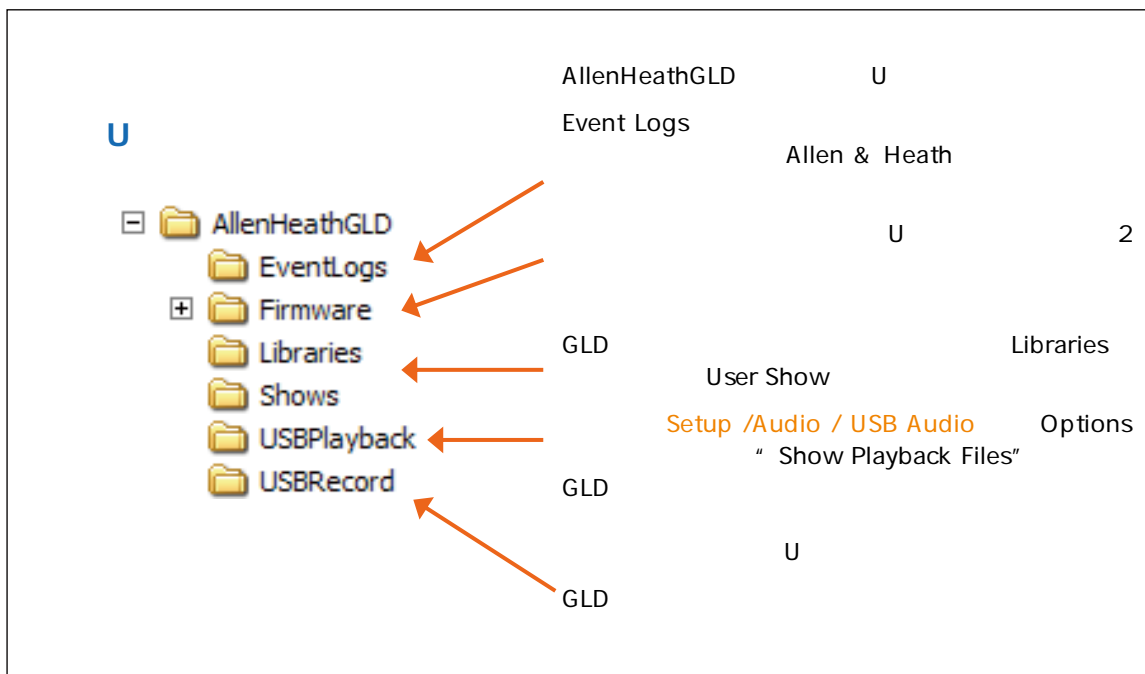 U
AllenHeathGLD
EventLogs
Firmware
Libraries
Shows
USBPlayback
USBRecord
AllenHeathGLD U
Event Logs
Allen & Heath
U 2
GLD Libraries
User Show
Setup /Audio / USB Audio Options
“ Show Playback Files”
GLD
U
GLD